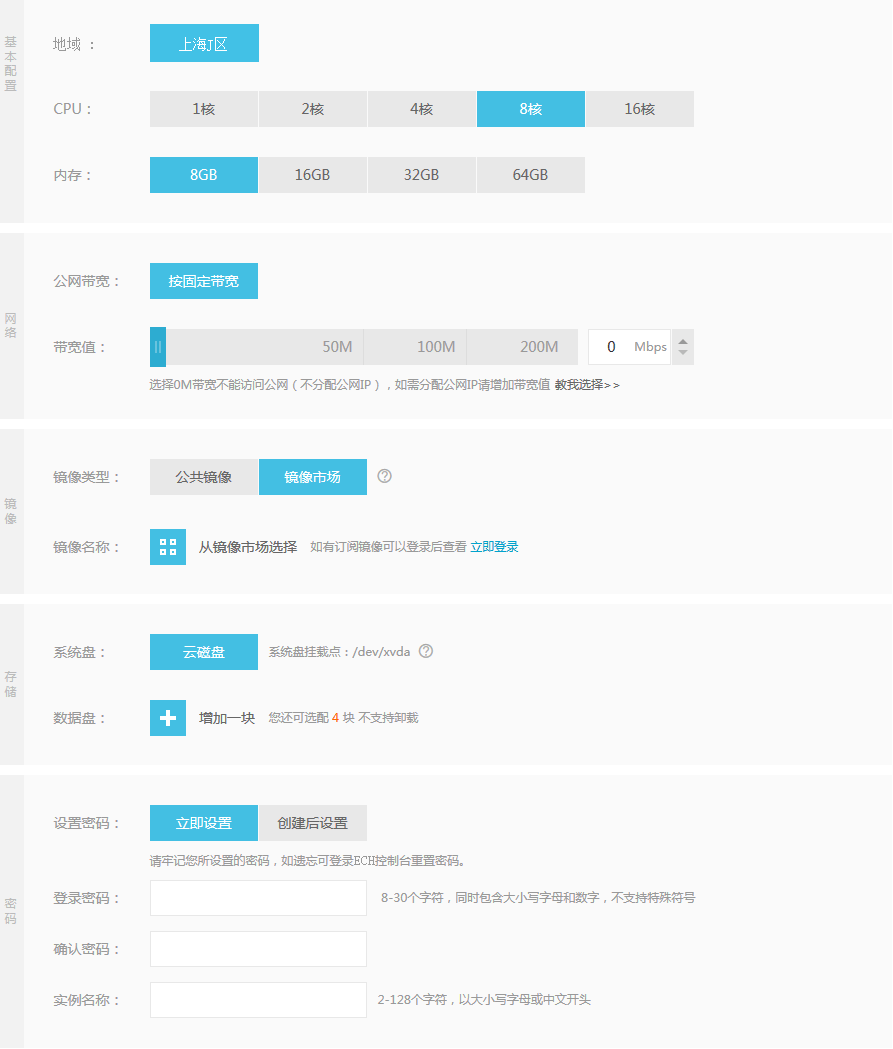 基本配置
地域 ：
上海J区
CPU：
1核 2核 4核 8核 16核
内存：
8GB 16GB 32GB 64GB
网络
公网带宽：
按固定带宽
带宽值：
50M 100M 200M 0 Mbps
选择0M带宽不能访问公网（不分配公网IP），如需分配公网IP请增加带宽值 教我选择>>
镜像
镜像类型：
公共镜像 镜像市场 ?
镜像名称：
从镜像市场选择 如有订阅镜像可以登录后查看 立即登录
存储
系统盘：
云磁盘 系统盘挂载点：/dev/xvda ?
数据盘：
增加一块 您还可选配 4 块 不支持卸载
密码
设置密码：
立即设置 创建后设置
请牢记您所设置的密码，如遗忘可登录ECH控制台重置密码。
登录密码：
8-30个字符，同时包含大小写字母和数字，不支持特殊符号
确认密码：
实例名称：
2-128个字符，以大小写字母或中文开头